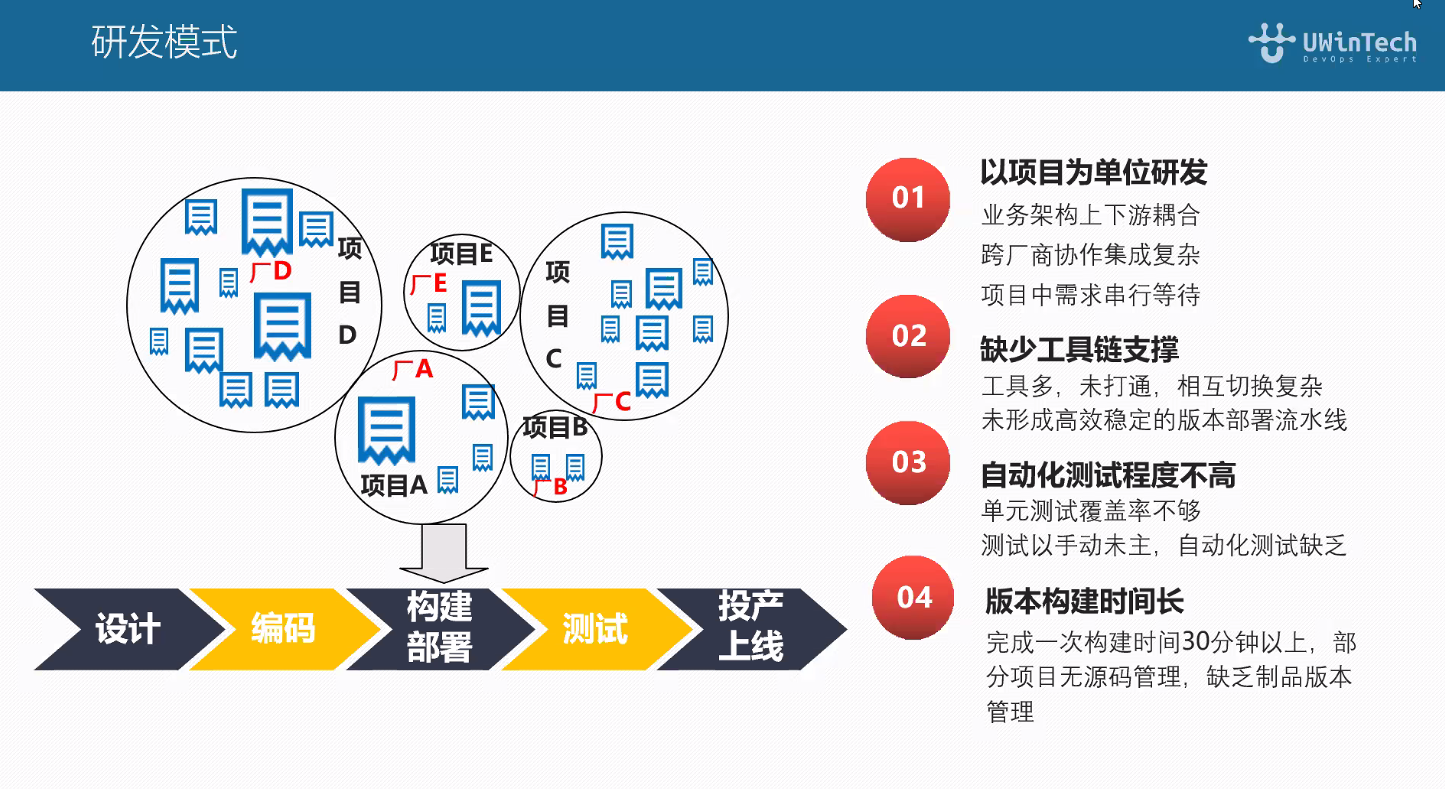 研发模式
UWinTech
DevOps Expert
项
目
D
厂D
项目E
厂E
项
目
C
厂C
厂A
项目A
项目B
厂B
设计
编码
构建
部署
测试
投产
上线
01
以项目为单位研发
业务架构上下游耦合
跨厂商协作集成复杂
项目中需求串行等待
02
缺少工具链支撑
工具多，未打通，相互切换复杂
未形成高效稳定的版本部署流水线
03
自动化测试程度不高
单元测试覆盖率不够
测试以手动未主，自动化测试缺乏
04
版本构建时间长
完成一次构建时间30分钟以上，部
分项目无源码管理，缺乏制品版本
管理